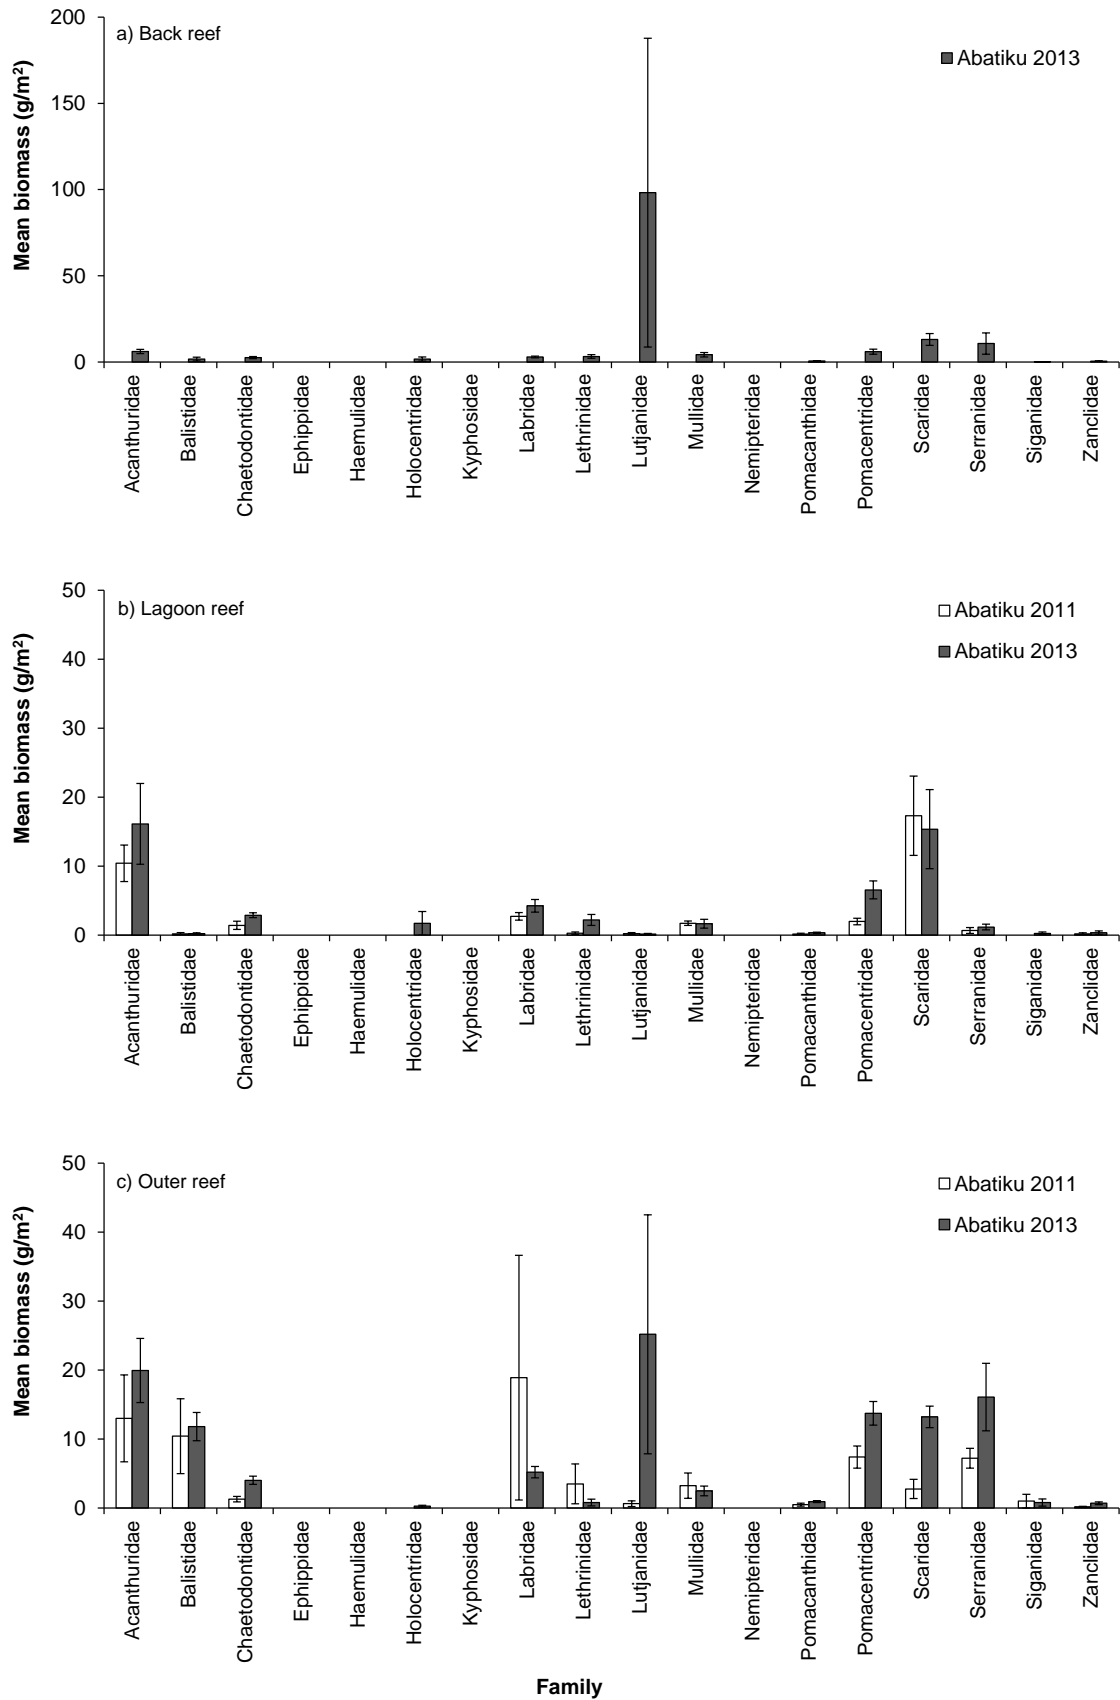 a) Back reef
Abatiku 2013
Mean biomass (g/m²)
200
150
100
50
0
Acanthuridae
Balistidae
Chaetodontidae
Ephippidae
Haemulidae
Holocentridae
Kyphosidae
Labridae
Lethrinidae
Lutjanidae
Mullidae
Nemipteridae
Pomacanthidae
Pomacentridae
Scaridae
Serranidae
Siganidae
Zanclidae
b) Lagoon reef
Abatiku 2011
Abatiku 2013
Mean biomass (g/m²)
50
40
30
20
10
0
Acanthuridae
Balistidae
Chaetodontidae
Ephippidae
Haemulidae
Holocentridae
Kyphosidae
Labridae
Lethrinidae
Lutjanidae
Mullidae
Nemipteridae
Pomacanthidae
Pomacentridae
Scaridae
Serranidae
Siganidae
Zanclidae
c) Outer reef
Abatiku 2011
Abatiku 2013
Mean biomass (g/m²)
50
40
30
20
10
0
Acanthuridae
Balistidae
Chaetodontidae
Ephippidae
Haemulidae
Holocentridae
Kyphosidae
Labridae
Lethrinidae
Lutjanidae
Mullidae
Nemipteridae
Pomacanthidae
Pomacentridae
Scaridae
Serranidae
Siganidae
Zanclidae
Family